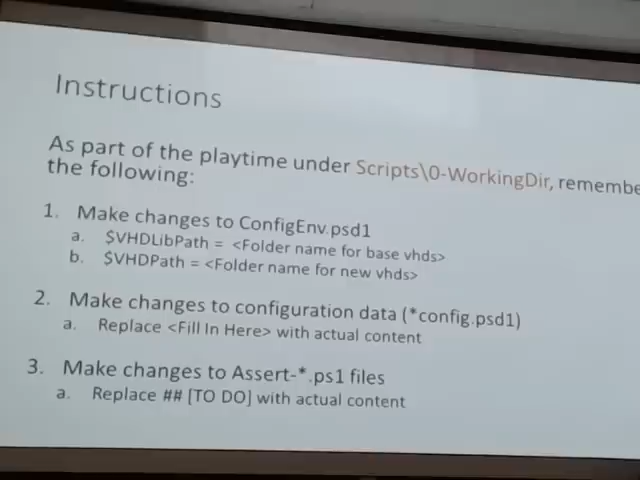 Instructions
As part of the playtime under Scripts\0-WorkingDir, remembe
the following:
1. Make changes to ConfigEnv.psd1
a. $VHDLibPath = <Folder name for base vhds>
b. $VHDPath = <Folder name for new vhds>
2. Make changes to configuration data (*config.psd1)
a. Replace <Fill In Here> with actual content
3. Make changes to Assert-*.ps1 files
a. Replace ## [TO DO] with actual content